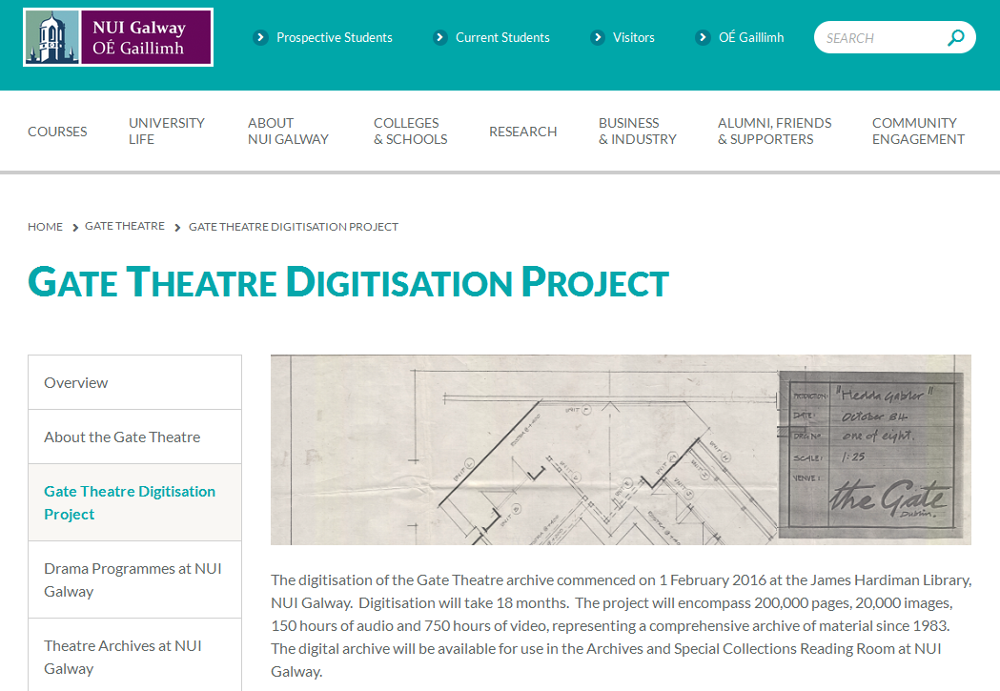 NUI Galway
OÉ Gaillimh
Prospective Students
Current Students
Visitors
OÉ Gaillimh
SEARCH
COURSES
UNIVERSITY
LIFE
ABOUT
NUI GALWAY
COLLEGES
& SCHOOLS
RESEARCH
BUSINESS
& INDUSTRY
ALUMNI, FRIENDS
& SUPPORTERS
COMMUNITY
ENGAGEMENT
HOME
GATE THEATRE
GATE THEATRE DIGITISATION PROJECT
GATE THEATRE DIGITISATION PROJECT
Overview
About the Gate Theatre
Gate Theatre Digitisation
Project
Drama Programmes at NUI
Galway
Theatre Archives at NUI
Galway
PRODUCTION: "Hedda Gabler"
DATE: October 84
DRG No. one of eight.
SCALE: 1:25
VENUE: the Gate
Dublin.
The digitisation of the Gate Theatre archive commenced on 1 February 2016 at the James Hardiman Library,
NUI Galway. Digitisation will take 18 months. The project will encompass 200,000 pages, 20,000 images,
150 hours of audio and 750 hours of video, representing a comprehensive archive of material since 1983.
The digital archive will be available for use in the Archives and Special Collections Reading Room at NUI
Galway.